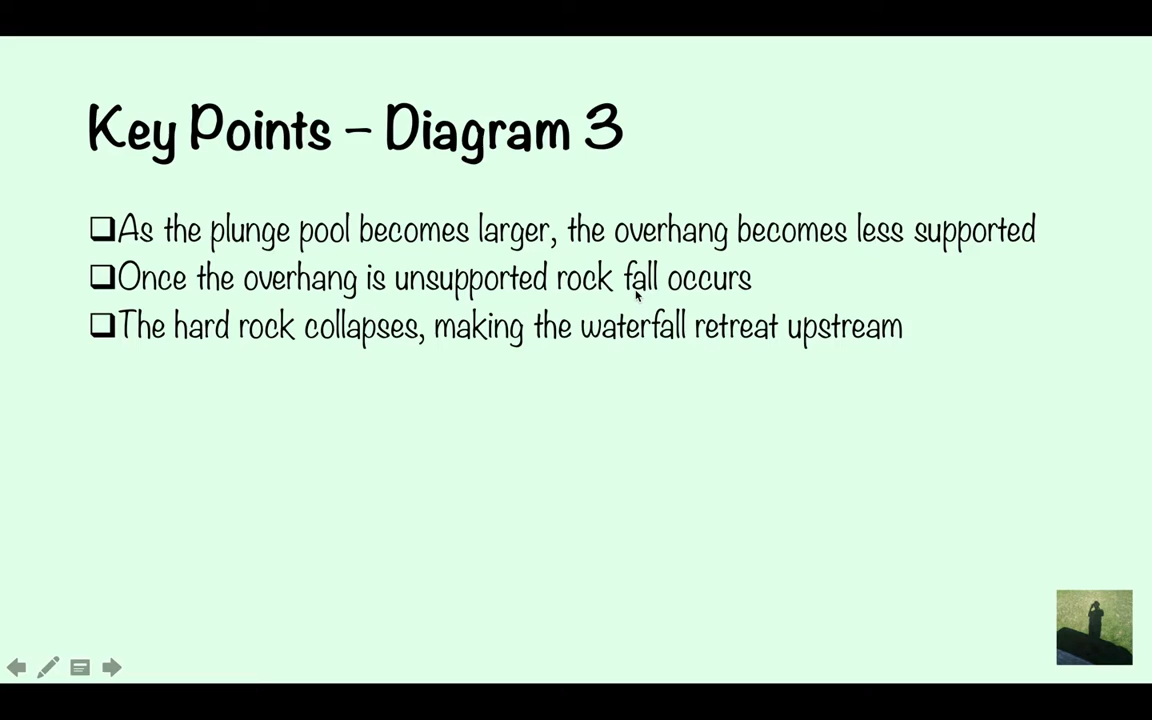 Key Points – Diagram 3
❑As the plunge pool becomes larger, the overhang becomes less supported
❑Once the overhang is unsupported rock fall occurs
❑The hard rock collapses, making the waterfall retreat upstream